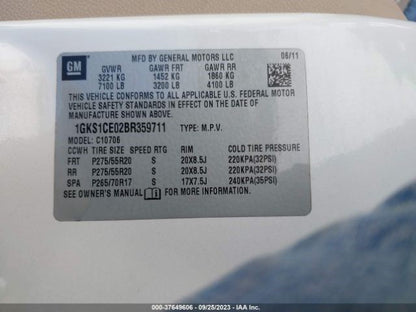 GM
MFD BY GENERAL MOTORS LLC 06/11
GVWR GAWR FRT GAWR RR
3221 KG 1452 KG 1860 KG
7100 LB 3200 LB 4100 LB
THIS VEHICLE CONFORMS TO ALL APPLICABLE U.S. FEDERAL MOTOR VEHICLE SAFETY AND THEFT PREVENTION STANDARDS IN EFFECT ON THE DATE OF
MANUFACTURE SHOWN ABOVE.
1GKS1CE02BR359711 TYPE: M.P.V.
MODEL: C10706
CCWH TIRE SIZE SPEED RTG RIM COLD TIRE PRESSURE
FRT P275/55R20 S 20X8.5J 220KPA(32PSI)
RR P275/55R20 S 20X8.5J 220KPA(32PSI)
SPA P265/70R17 S 17X7.5J 240KPA(35PSI)
SEE OWNER'S MANUAL FOR MORE INFORMATION.
COPART - 37649606 - 09/25/2023 - IAA, Inc.